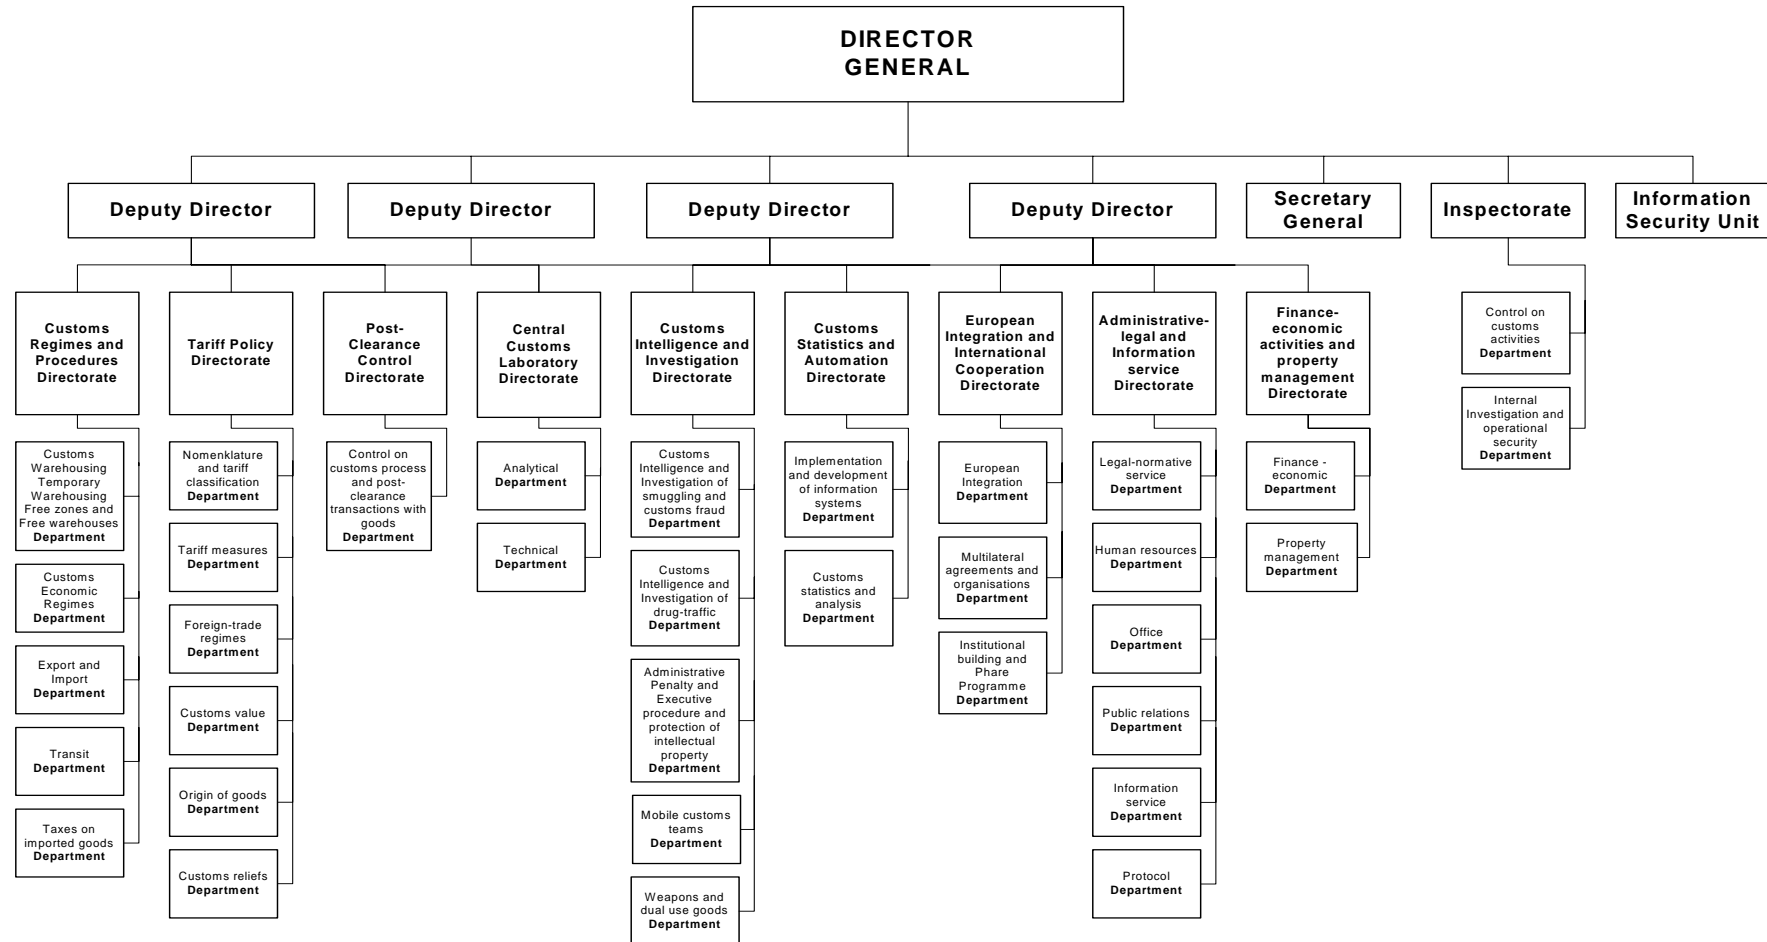 DIRECTOR
GENERAL
Deputy Director
Deputy Director
Deputy Director
Deputy Director
Secretary
General
Inspectorate
Information
Security Unit
Customs
Regimes and
Procedures
Directorate
Tariff Policy
Directorate
Post-
Clearance
Control
Directorate
Central
Customs
Laboratory
Directorate
Customs
Intelligence and
Investigation
Directorate
Customs
Statistics and
Automation
Directorate
European
Integration and
International
Cooperation
Directorate
Administrative-
legal and
Information
service
Directorate
Finance-
economic
activities and
property
management
Directorate
Control on
customs
activities
Department
Internal
Investigation and
operational
security
Department
Customs
Warehousing
Temporary
Warehousing
Free zones and
Free warehouses
Department
Customs
Economic
Regimes
Department
Export and
Import
Department
Transit
Department
Taxes on
imported goods
Department
Nomenklature
and tariff
classification
Department
Tariff measures
Department
Foreign-trade
regimes
Department
Customs value
Department
Origin of goods
Department
Customs reliefs
Department
Control on
customs process
and post-
clearance
transactions with
goods
Department
Analytical
Department
Technical
Department
Customs
Intelligence and
Investigation of
smuggling and
customs fraud
Department
Customs
Intelligence and
Investigation of
drug-traffic
Department
Administrative
Penalty and
Executive
procedure and
protection of
intellectual
property
Department
Mobile customs
teams
Department
Weapons and
dual use goods
Department
Implementation
and development
of information
systems
Department
Customs
statistics and
analysis
Department
European
Integration
Department
Multilateral
agreements and
organisations
Department
Institutional
building and
Phare
Programme
Department
Legal-normative
service
Department
Human resources
Department
Office
Department
Public relations
Department
Information
service
Department
Protocol
Department
Finance -
economic
Department
Property
management
Department